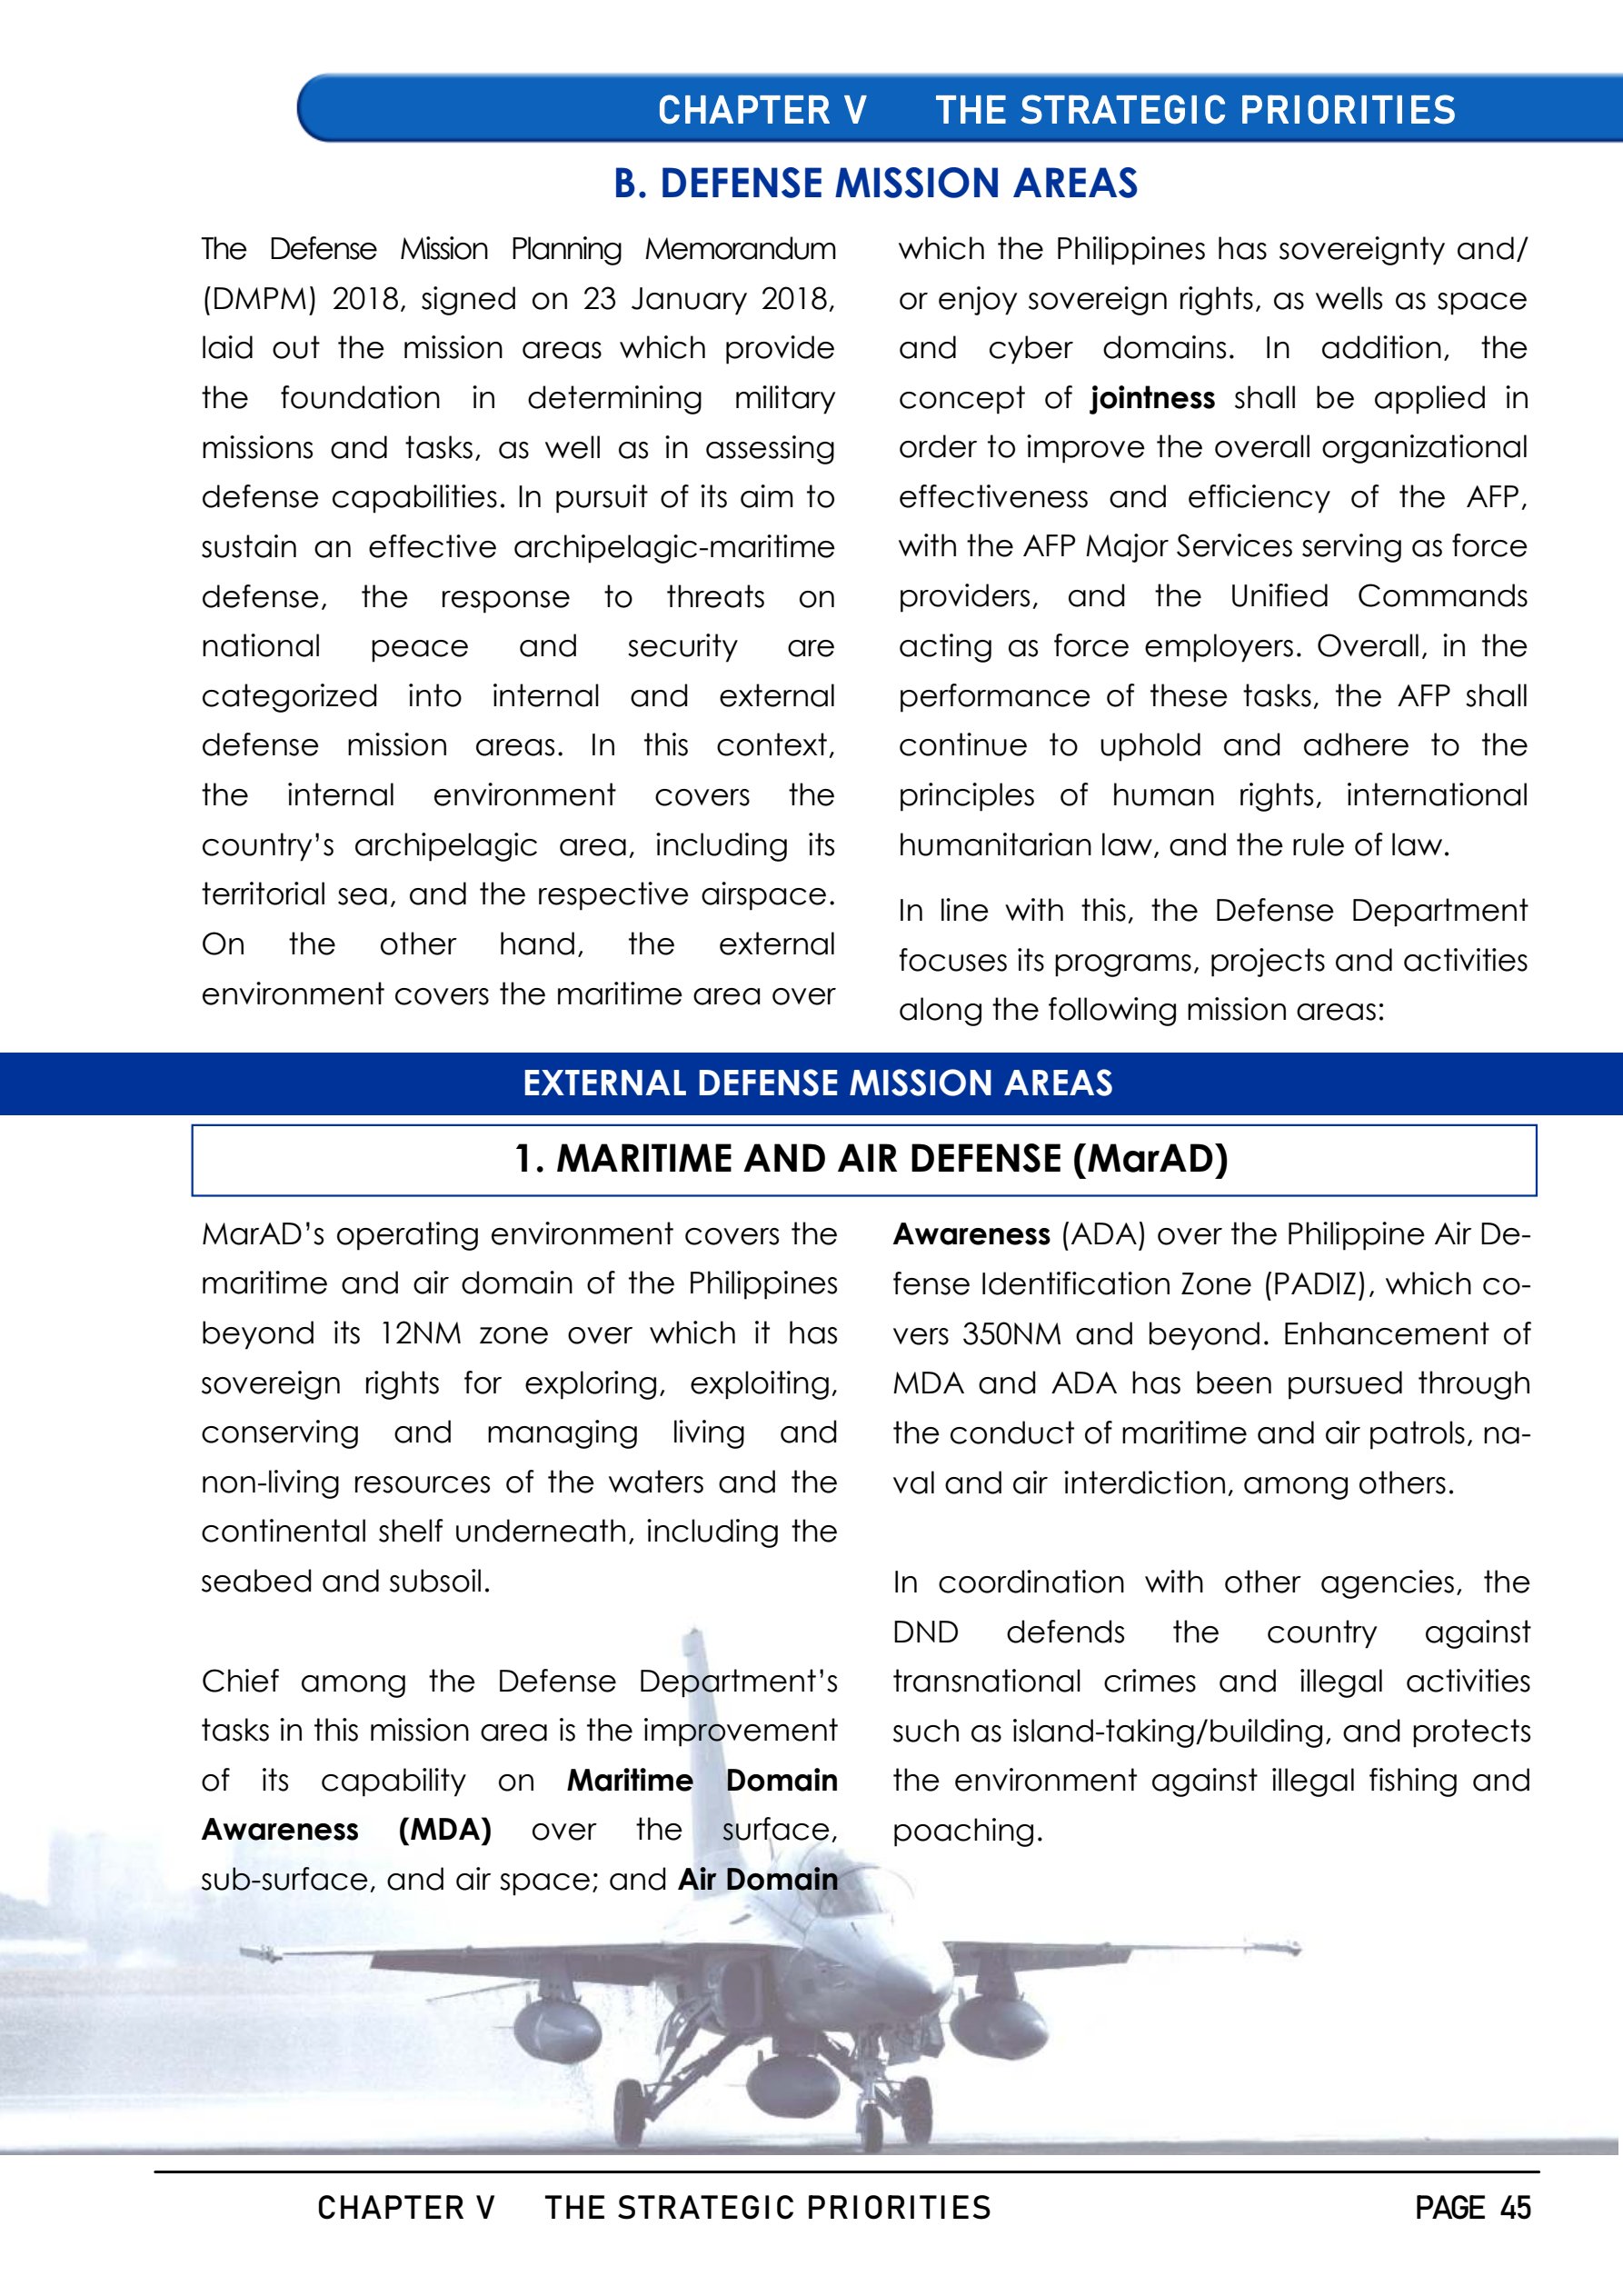 CHAPTER V THE STRATEGIC PRIORITIES
B. DEFENSE MISSION AREAS
The Defense Mission Planning Memorandum
(DMPM) 2018, signed on 23 January 2018,
laid out the mission areas which provide
the foundation in determining military
missions and tasks, as well as in assessing
defense capabilities. In pursuit of its aim to
sustain an effective archipelagic-maritime
defense, the response to threats on
national peace and security are
categorized into internal and external
defense mission areas. In this context,
the internal environment covers the
country's archipelagic area, including its
territorial sea, and the respective airspace.
On the other hand, the external
environment covers the maritime area over
which the Philippines has sovereignty and/
or enjoy sovereign rights, as wells as space
and cyber domains. In addition, the
concept of jointness shall be applied in
order to improve the overall organizational
effectiveness and efficiency of the AFP,
with the AFP Major Services serving as force
providers, and the Unified Commands
acting as force employers. Overall, in the
performance of these tasks, the AFP shall
continue to uphold and adhere to the
principles of human rights, international
humanitarian law, and the rule of law.
In line with this, the Defense Department
focuses its programs, projects and activities
along the following mission areas:
EXTERNAL DEFENSE MISSION AREAS
1. MARITIME AND AIR DEFENSE (MarAD)
MarAD's operating environment covers the
maritime and air domain of the Philippines
beyond its 12NM zone over which it has
sovereign rights for exploring, exploiting,
conserving and managing living and
non-living resources of the waters and the
continental shelf underneath, including the
seabed and subsoil.
Chief among the Defense Department's
tasks in this mission area is the improvement
of its capability on Maritime Domain
Awareness (MDA) over the surface,
sub-surface, and air space; and Air Domain
Awareness (ADA) over the Philippine Air De-
fense Identification Zone (PADIZ), which co-
vers 350NM and beyond. Enhancement of
MDA and ADA has been pursued through
the conduct of maritime and air patrols, na-
val and air interdiction, among others.
In coordination with other agencies, the
DND defends the country against
transnational crimes and illegal activities
such as island-taking/building, and protects
the environment against illegal fishing and
poaching.
CHAPTER V THE STRATEGIC PRIORITIES
PAGE 45